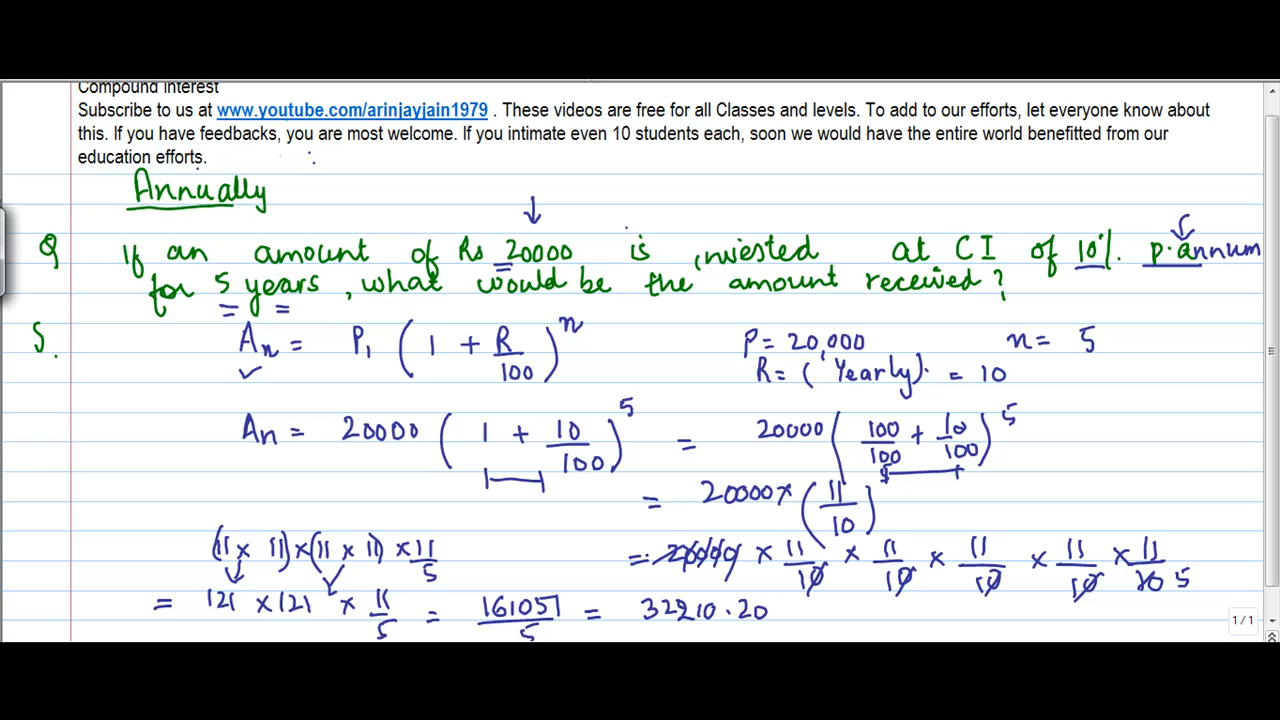 Compound Interest
Subscribe to us at www.youtube.com/arinjayjain1979 . These videos are free for all Classes and levels. To add to our efforts, let everyone know about
this. If you have feedbacks, you are most welcome. If you intimate even 10 students each, soon we would have the entire world benefitted from our
education efforts.
Annually
Q If an amount of Rs 20000 is invested at CI of 10% p.annum
for 5 years, what would be the amount received?
S. An = P, ( 1 + R/100 )^n P = 20,000 n = 5
R = ( Yearly). = 10
An = 20000 ( 1 + 10/100 )^5 = 20000 ( 100/100 + 10/100 )^5
= 20000 × ( 11/10 )^5
(11 × 11) × (11 × 11) × 11/5 = 20000 × 11/10 × 11/10 × 11/10 × 11/10 × 11/10 5
= 121 × 121 × 11/5 = 161051/5 = 32210.20
1 / 1